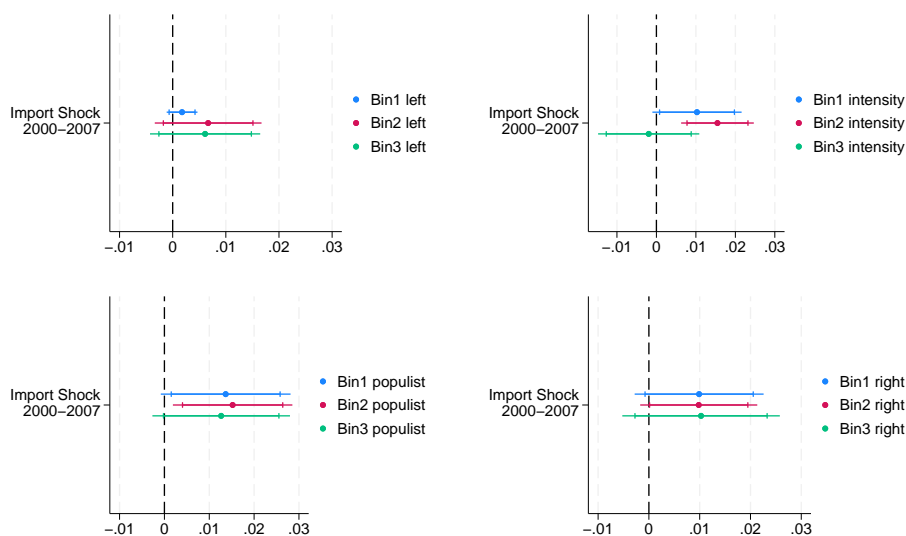 Import Shock
2000−2007
Bin1 left
Bin2 left
Bin3 left
−.01 0 .01 .02 .03
Import Shock
2000−2007
Bin1 intensity
Bin2 intensity
Bin3 intensity
−.01 0 .01 .02 .03
Import Shock
2000−2007
Bin1 populist
Bin2 populist
Bin3 populist
−.01 0 .01 .02 .03
Import Shock
2000−2007
Bin1 right
Bin2 right
Bin3 right
−.01 0 .01 .02 .03